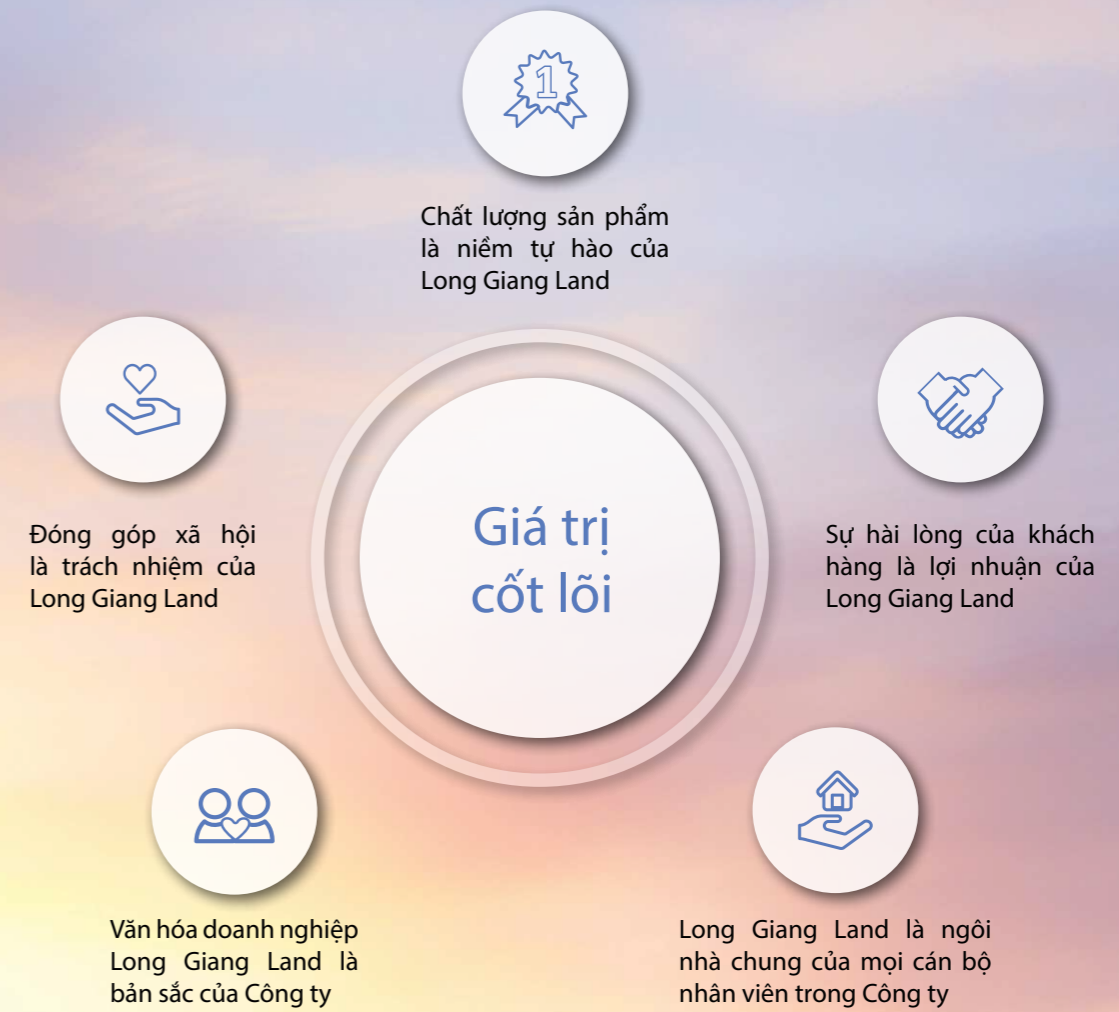 1
Chất lượng sản phẩm
là niềm tự hào của
Long Giang Land
Đóng góp xã hội
là trách nhiệm của
Long Giang Land
Giá trị
cốt lõi
Sự hài lòng của khách
hàng là lợi nhuận của
Long Giang Land
Văn hóa doanh nghiệp
Long Giang Land là
bản sắc của Công ty
Long Giang Land là ngôi
nhà chung của mọi cán bộ
nhân viên trong Công ty